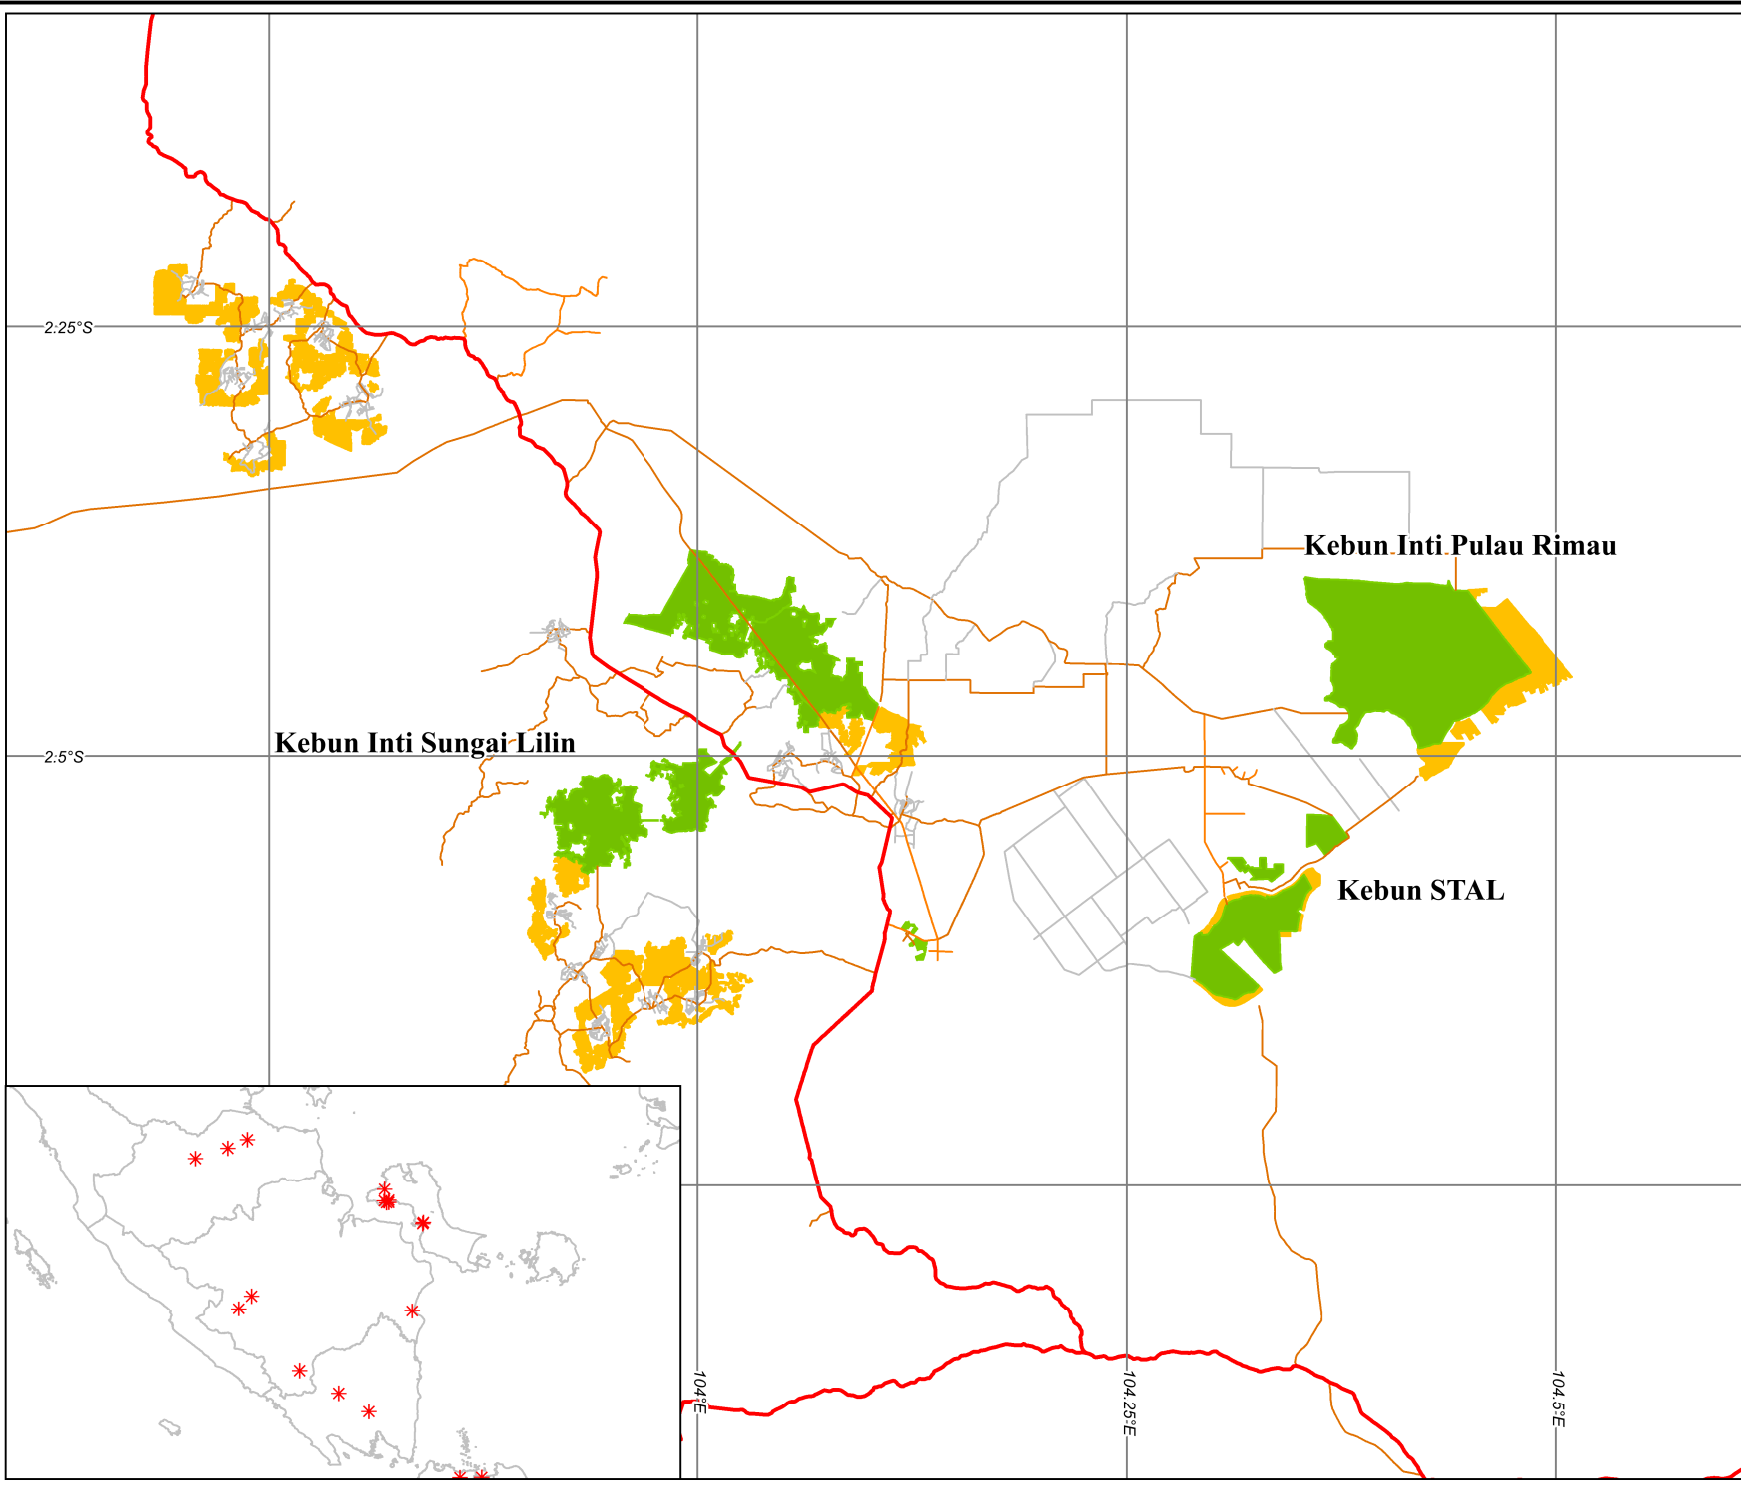 2.25°S
Kebun Inti Pulau Rimau
Kebun Inti Sungai Lilin
2.5°S
Kebun STAL
104°E
104.25°E
104.5°E